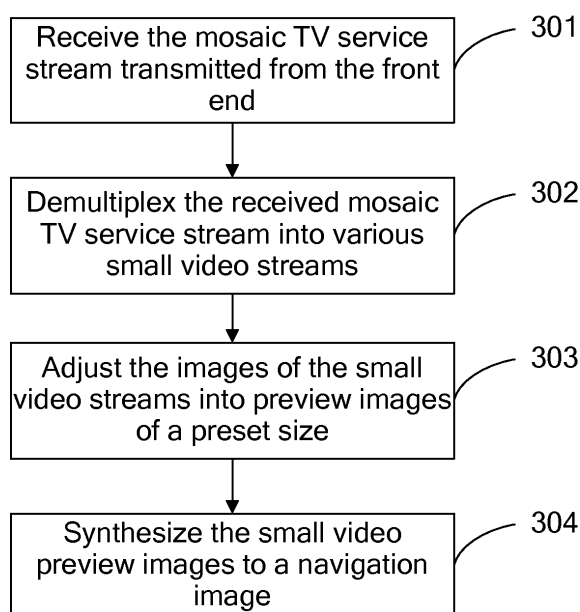 Receive the mosaic TV service
stream transmitted from the front
end
301
Demultiplex the received mosaic
TV service stream into various
small video streams
302
Adjust the images of the small
video streams into preview images
of a preset size
303
Synthesize the small video
preview images to a navigation
image
304